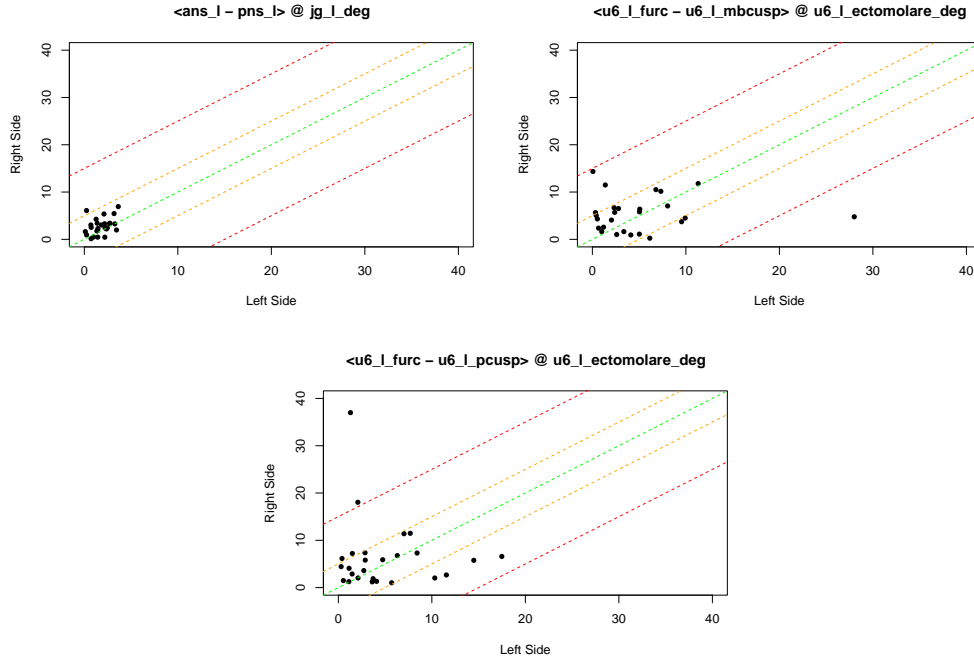 <ans_l − pns_l> @ jg_l_deg
Right Side
40
30
20
10
0
0 10 20 30 40
Left Side
<u6_l_furc − u6_l_mbcusp> @ u6_l_ectomolare_deg
Right Side
40
30
20
10
0
0 10 20 30 40
Left Side
<u6_l_furc − u6_l_pcusp> @ u6_l_ectomolare_deg
Right Side
40
30
20
10
0
0 10 20 30 40
Left Side